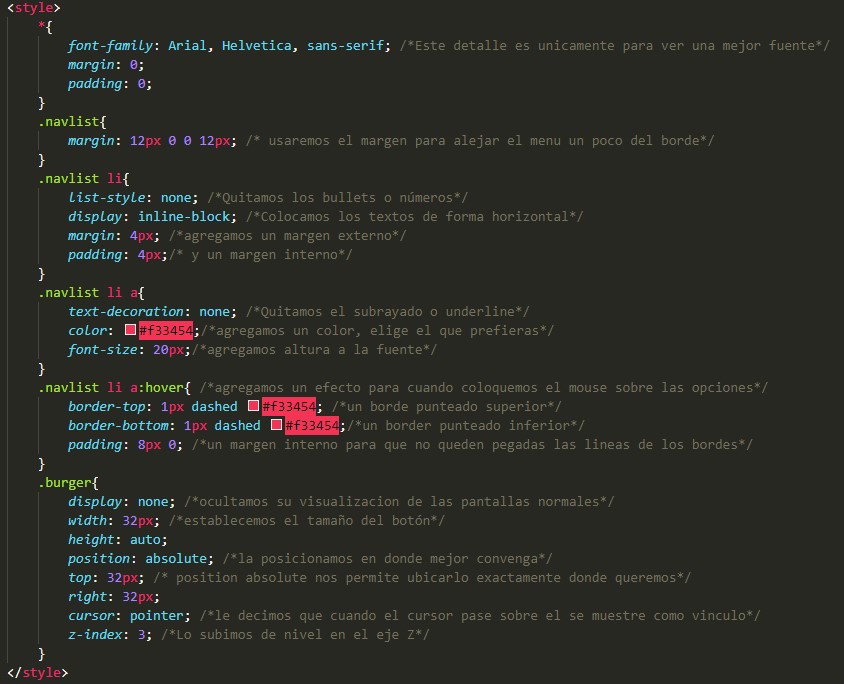 <style>
*{
font-family: Arial, Helvetica, sans-serif; /*Este detalle es unicamente para ver una mejor fuente*/
margin: 0;
padding: 0;
}
.navlist{
margin: 12px 0 0 12px; /* usaremos el margen para alejar el menu un poco del borde*/
}
.navlist li{
list-style: none; /*Quitamos los bullets o números*/
display: inline-block; /*Colocamos los textos de forma horizontal*/
margin: 4px; /*agregamos un margen externo*/
padding: 4px;/* y un margen interno*/
}
.navlist li a{
text-decoration: none; /*Quitamos el subrayado o underline*/
color: #f33454;/*agregamos un color, elige el que prefieras*/
font-size: 20px;/*agregamos altura a la fuente*/
}
.navlist li a:hover{ /*agregamos un efecto para cuando coloquemos el mouse sobre las opciones*/
border-top: 1px dashed #f33454; /*un borde punteado superior*/
border-bottom: 1px dashed #f33454;/*un border punteado inferior*/
padding: 8px 0; /*un margen interno para que no queden pegadas las lineas de los bordes*/
}
.burger{
display: none; /*ocultamos su visualizacion de las pantallas normales*/
width: 32px; /*establecemos el tamaño del botón*/
height: auto;
position: absolute; /*la posicionamos en donde mejor convenga*/
top: 32px; /* position absolute nos permite ubicarlo exactamente donde queremos*/
right: 32px;
cursor: pointer; /*le decimos que cuando el cursor pase sobre el se muestre como vinculo*/
z-index: 3; /*Lo subimos de nivel en el eje Z*/
}
</style>